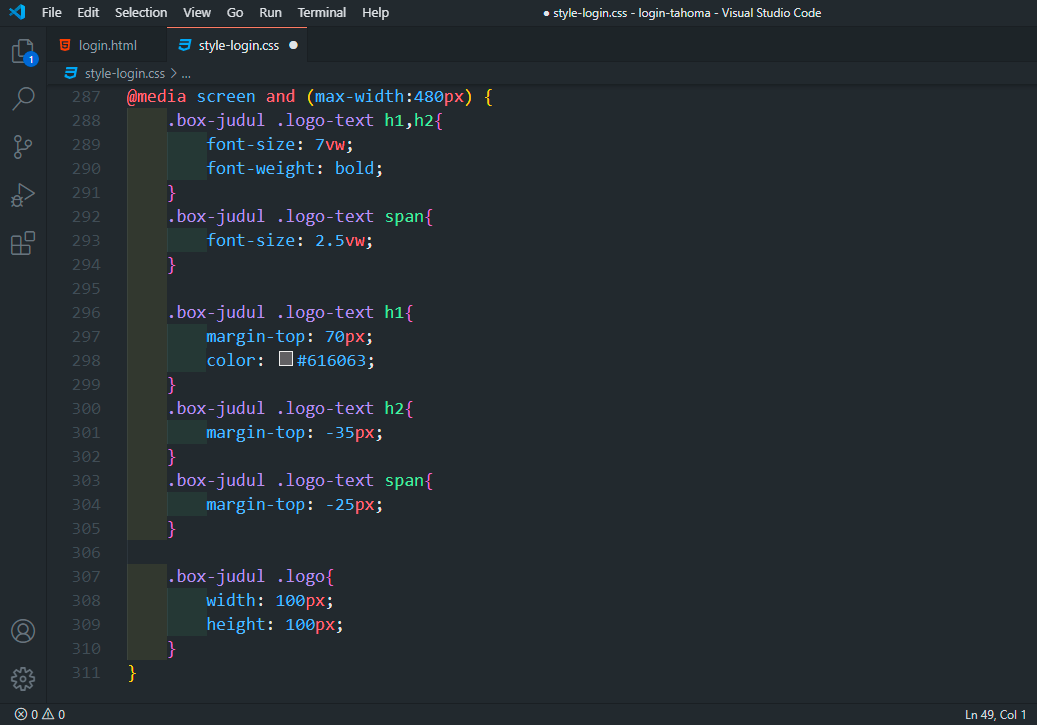 File Edit Selection View Go Run Terminal Help ● style-login.css - login-tahoma - Visual Studio Code
login.html style-login.css ●
1
style-login.css > ...
287 @media screen and (max-width:480px) {
288 .box-judul .logo-text h1,h2{
289 font-size: 7vw;
290 font-weight: bold;
291 }
292 .box-judul .logo-text span{
293 font-size: 2.5vw;
294 }
295
296 .box-judul .logo-text h1{
297 margin-top: 70px;
298 color: #616063;
299 }
300 .box-judul .logo-text h2{
301 margin-top: -35px;
302 }
303 .box-judul .logo-text span{
304 margin-top: -25px;
305 }
306
307 .box-judul .logo{
308 width: 100px;
309 height: 100px;
310 }
311 }
0 0 Ln 49, Col 1